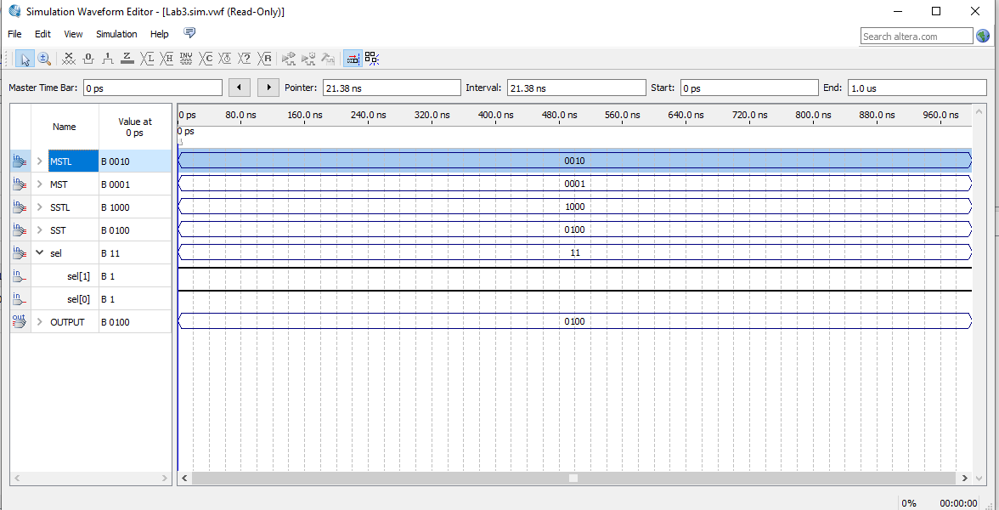 Simulation Waveform Editor - [Lab3.sim.vwf (Read-Only)]
File Edit View Simulation Help
Search altera.com
Master Time Bar: 0 ps Pointer: 21.38 ns Interval: 21.38 ns Start: 0 ps End: 1.0 us
Name Value at
0 ps
0 ps 80.0 ns 160.0 ns 240.0 ns 320.0 ns 400.0 ns 480.0 ns 560.0 ns 640.0 ns 720.0 ns 800.0 ns 880.0 ns 960.0 ns
0 ps
in MSTL B 0010 0010
in MST B 0001 0001
in SSTL B 1000 1000
in SST B 0100 0100
in sel B 11 11
in sel[1] B 1
in sel[0] B 1
out OUTPUT B 0100 0100
0% 00:00:00